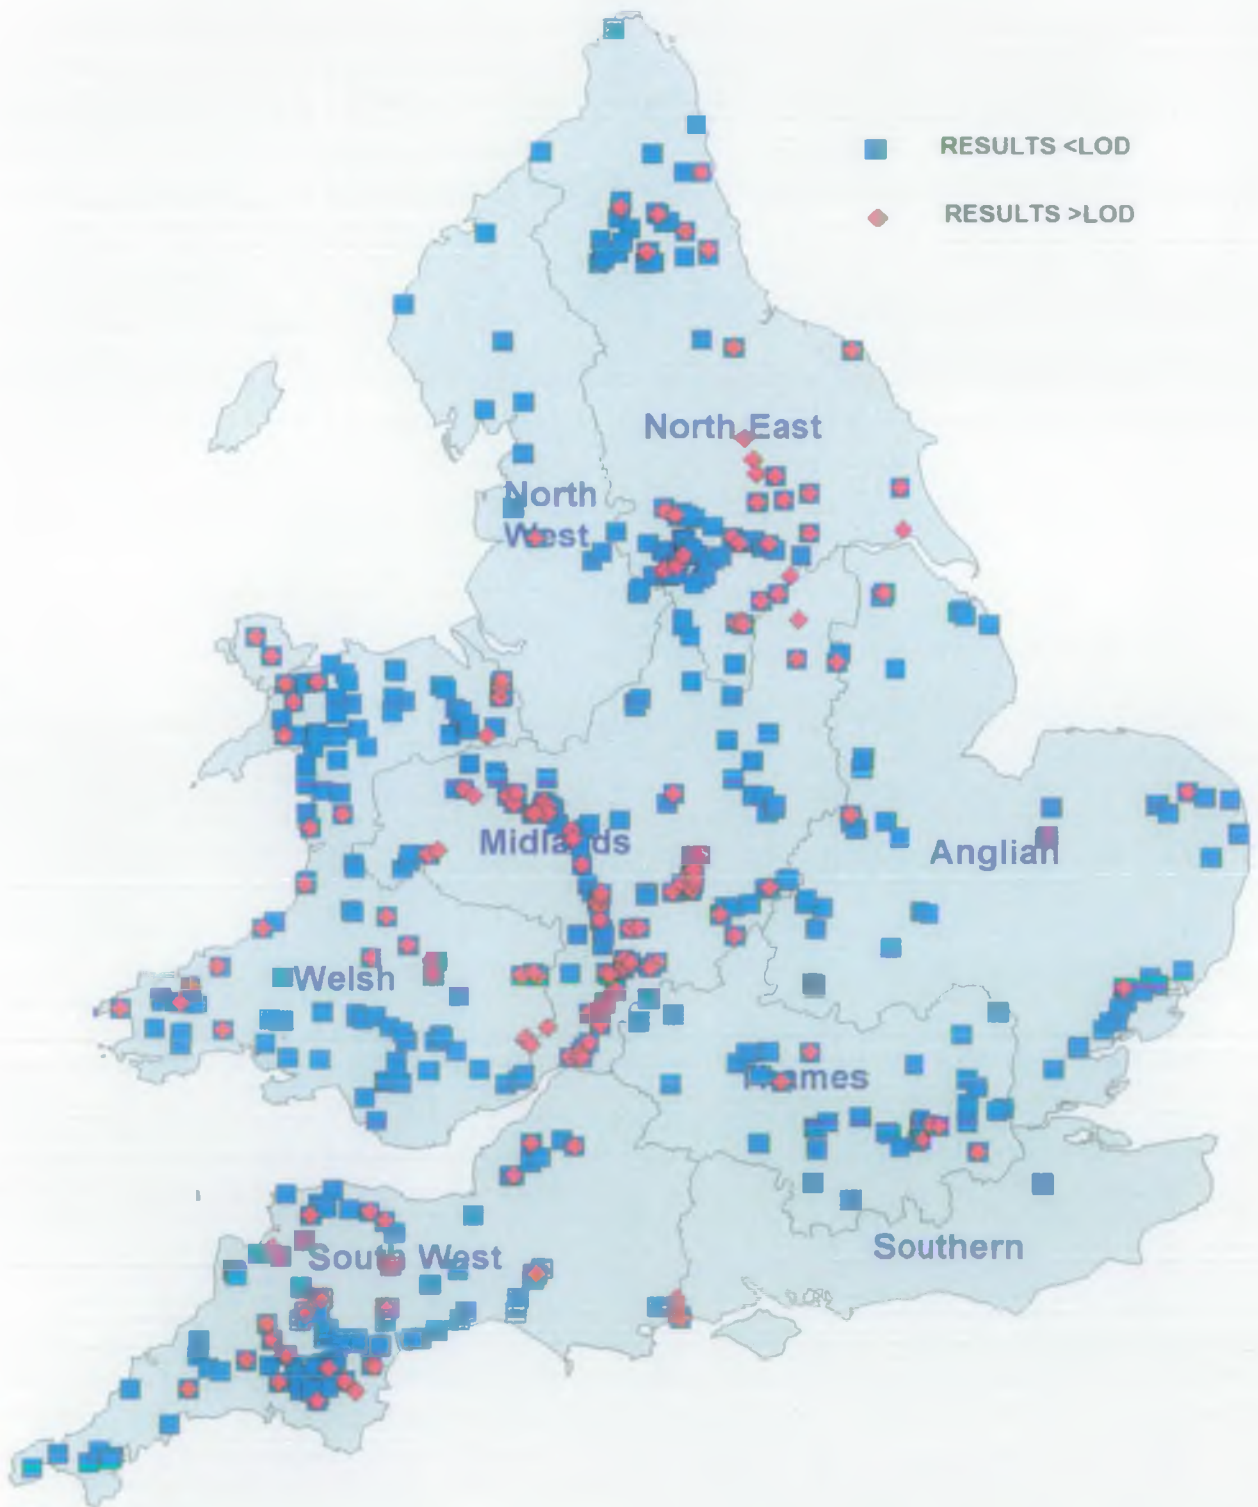 RESULTS <LOD
RESULTS >LOD
North East
North
West
Midlands
Anglian
Welsh
Thames
South West
Southern